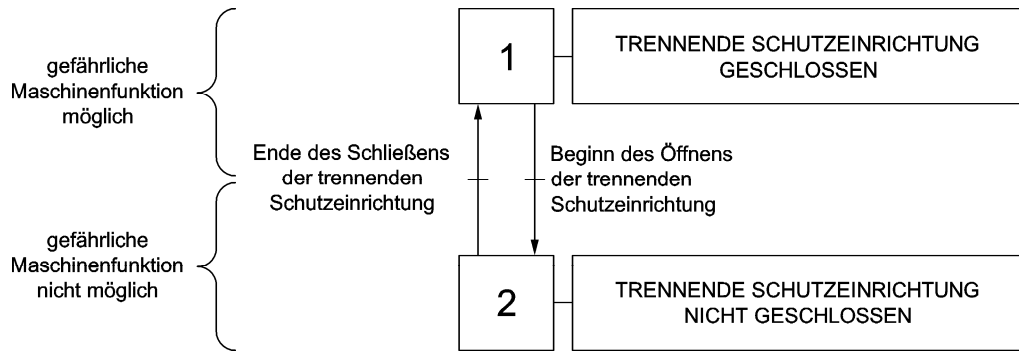 gefährliche
Maschinenfunktion
möglich
1
TRENNENDE SCHUTZEINRICHTUNG
GESCHLOSSEN
Ende des Schließens
der trennenden
Schutzeinrichtung
Beginn des Öffnens
der trennenden
Schutzeinrichtung
gefährliche
Maschinenfunktion
nicht möglich
2
TRENNENDE SCHUTZEINRICHTUNG
NICHT GESCHLOSSEN